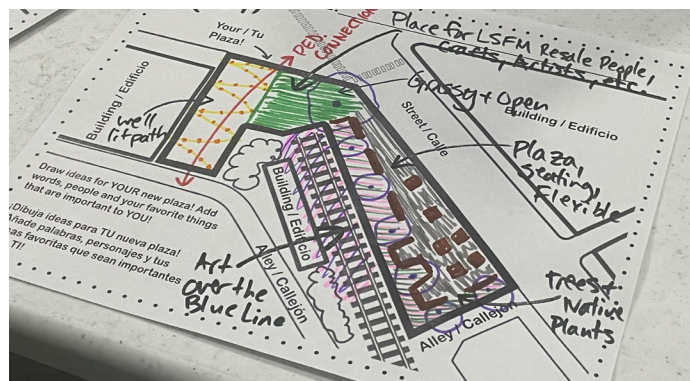 Place for LSFM Resale People,
Crafts, Artists, etc.
Your / Tu
Plaza!
PED
CONNECTION
Grassy + Open
Building / Edificio
Building / Edificio
Street / Calle
well
lit path
Plaza,
Seating,
Flexible
Draw ideas for YOUR new plaza! Add
words, people and your favorite things
that are important to YOU!
¡Dibuja ideas para TU nueva plaza!
Añade palabras, personajes y tus
as favoritas que sean importantes
TI!
Building / Edificio
Art
over the
Blue Line
Alley / Callejón
Trees +
Native
Plants
Alley / Callejón